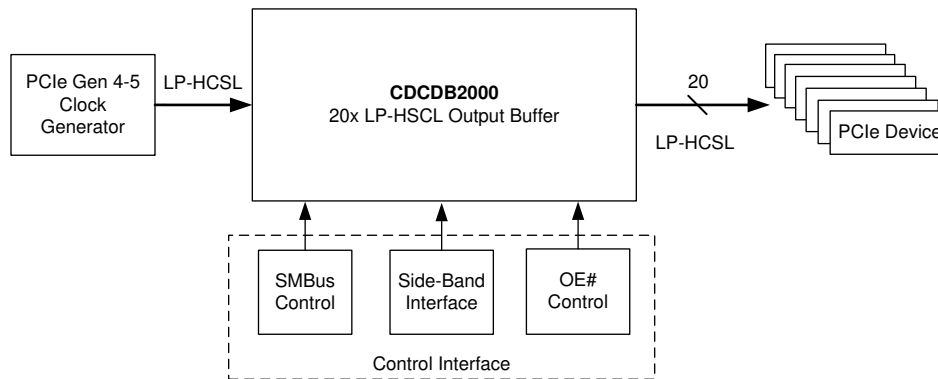 PCIe Gen 4-5
Clock
Generator
LP-HCSL
CDCDB2000
20x LP-HSCL Output Buffer
20
LP-HCSL
PCIe Device
SMBus
Control
Side-Band
Interface
OE#
Control
Control Interface